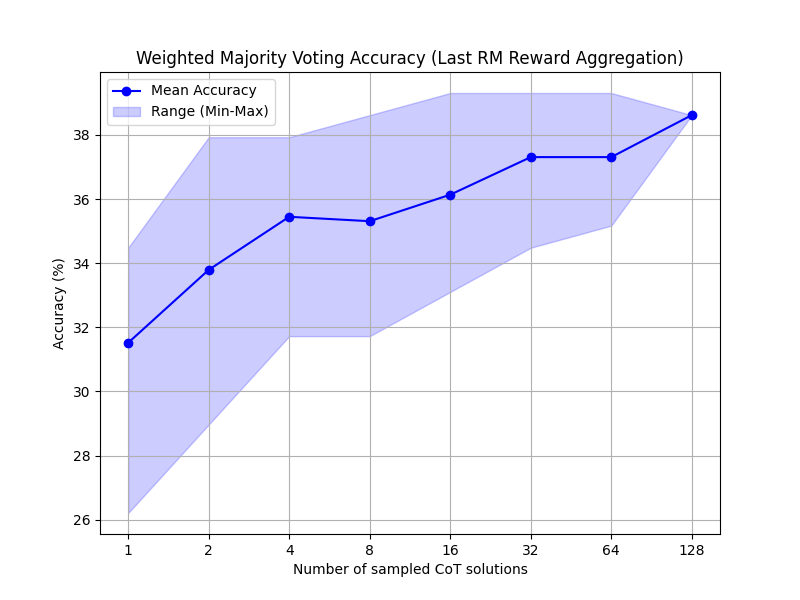 Weighted Majority Voting Accuracy (Last RM Reward Aggregation)
Mean Accuracy
Range (Min-Max)
38
36
34
32
30
28
26
Accuracy (%)
1 2 4 8 16 32 64 128
Number of sampled CoT solutions